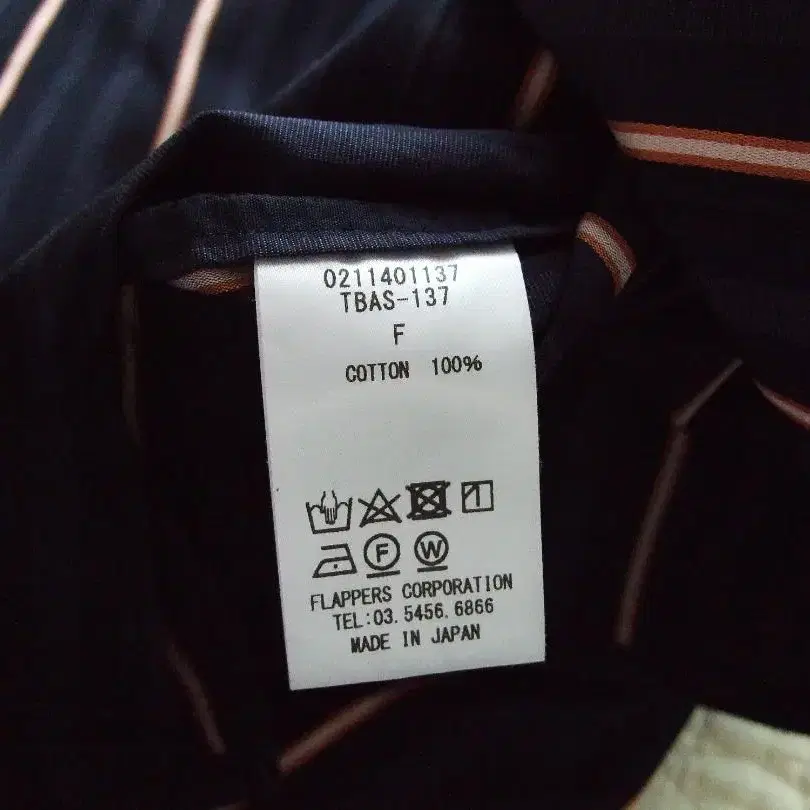 0211401137
TBAS-137
F
COTTON 100%
F W
FLAPPERS CORPORATION
TEL:03.5456.6866
MADE IN JAPAN